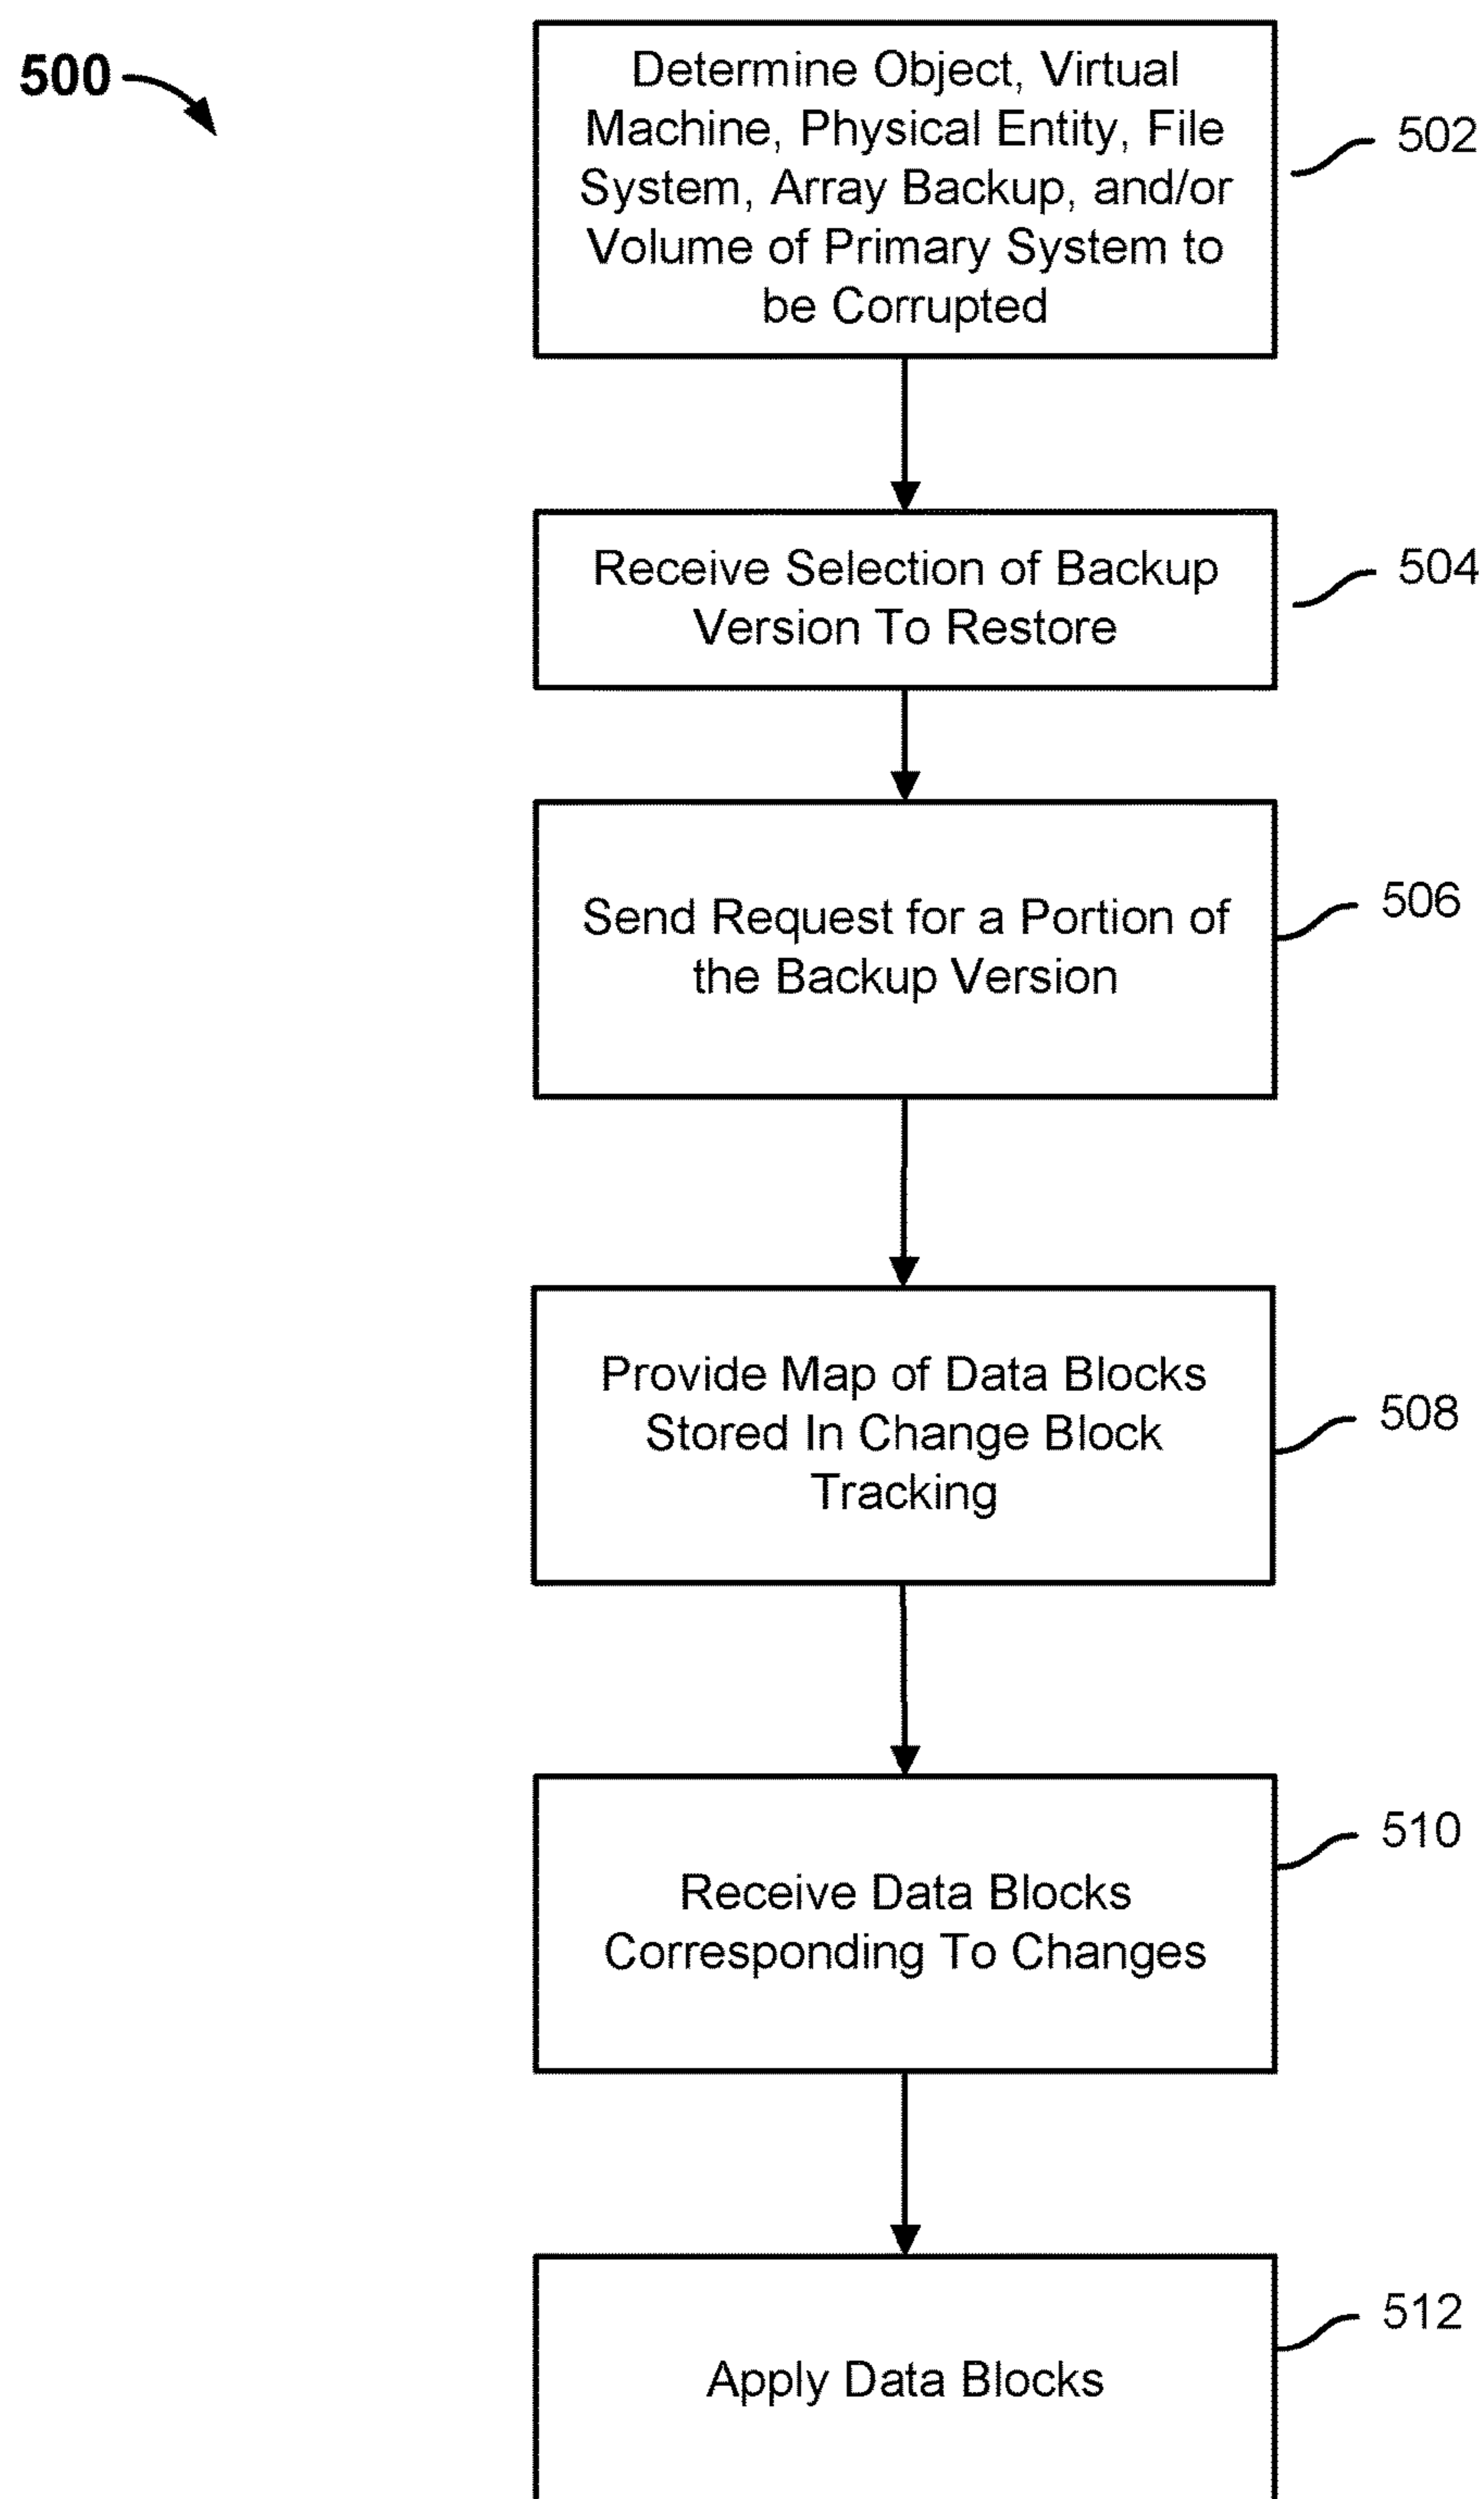 500
Determine Object, Virtual
Machine, Physical Entity, File
System, Array Backup, and/or
Volume of Primary System to
be Corrupted
502
Receive Selection of Backup
Version To Restore
504
Send Request for a Portion of
the Backup Version
506
Provide Map of Data Blocks
Stored In Change Block
Tracking
508
Receive Data Blocks
Corresponding To Changes
510
Apply Data Blocks
512